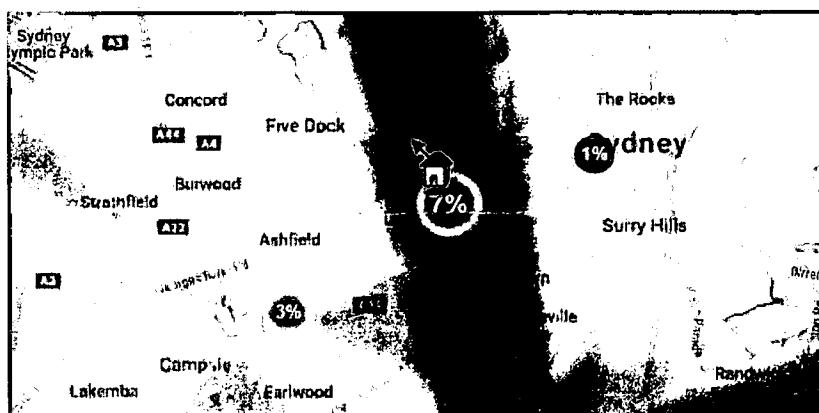 Sydney
A3
Concord
The Rocks
Five Dock
A4
Sydney
1%
Burwood
Strathfield
7%
A22
Ashfield
Surry Hills
A3
3%
Lakemba
Earlwood